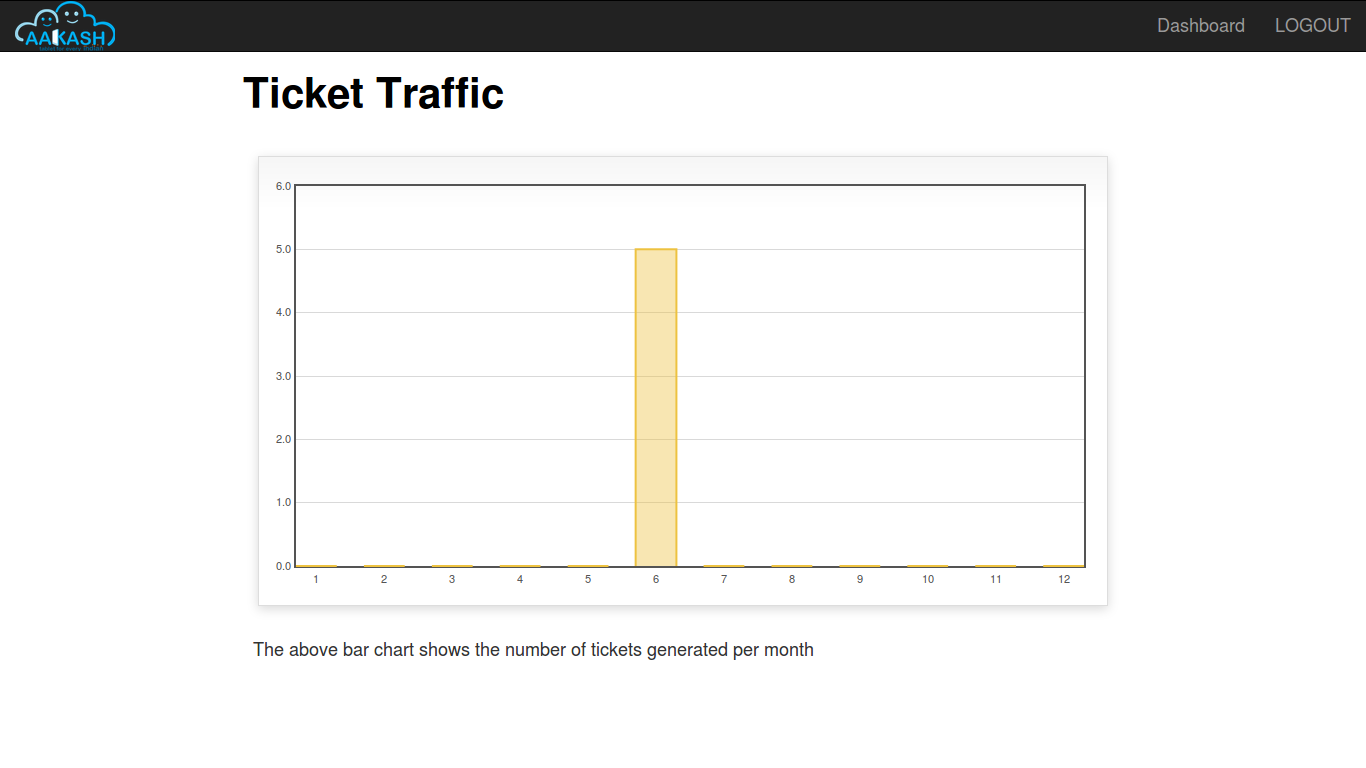 AAKASH
Dashboard
LOGOUT
Ticket Traffic
6.0
5.0
4.0
3.0
2.0
1.0
0.0
1 2 3 4 5 6 7 8 9 10 11 12
The above bar chart shows the number of tickets generated per month